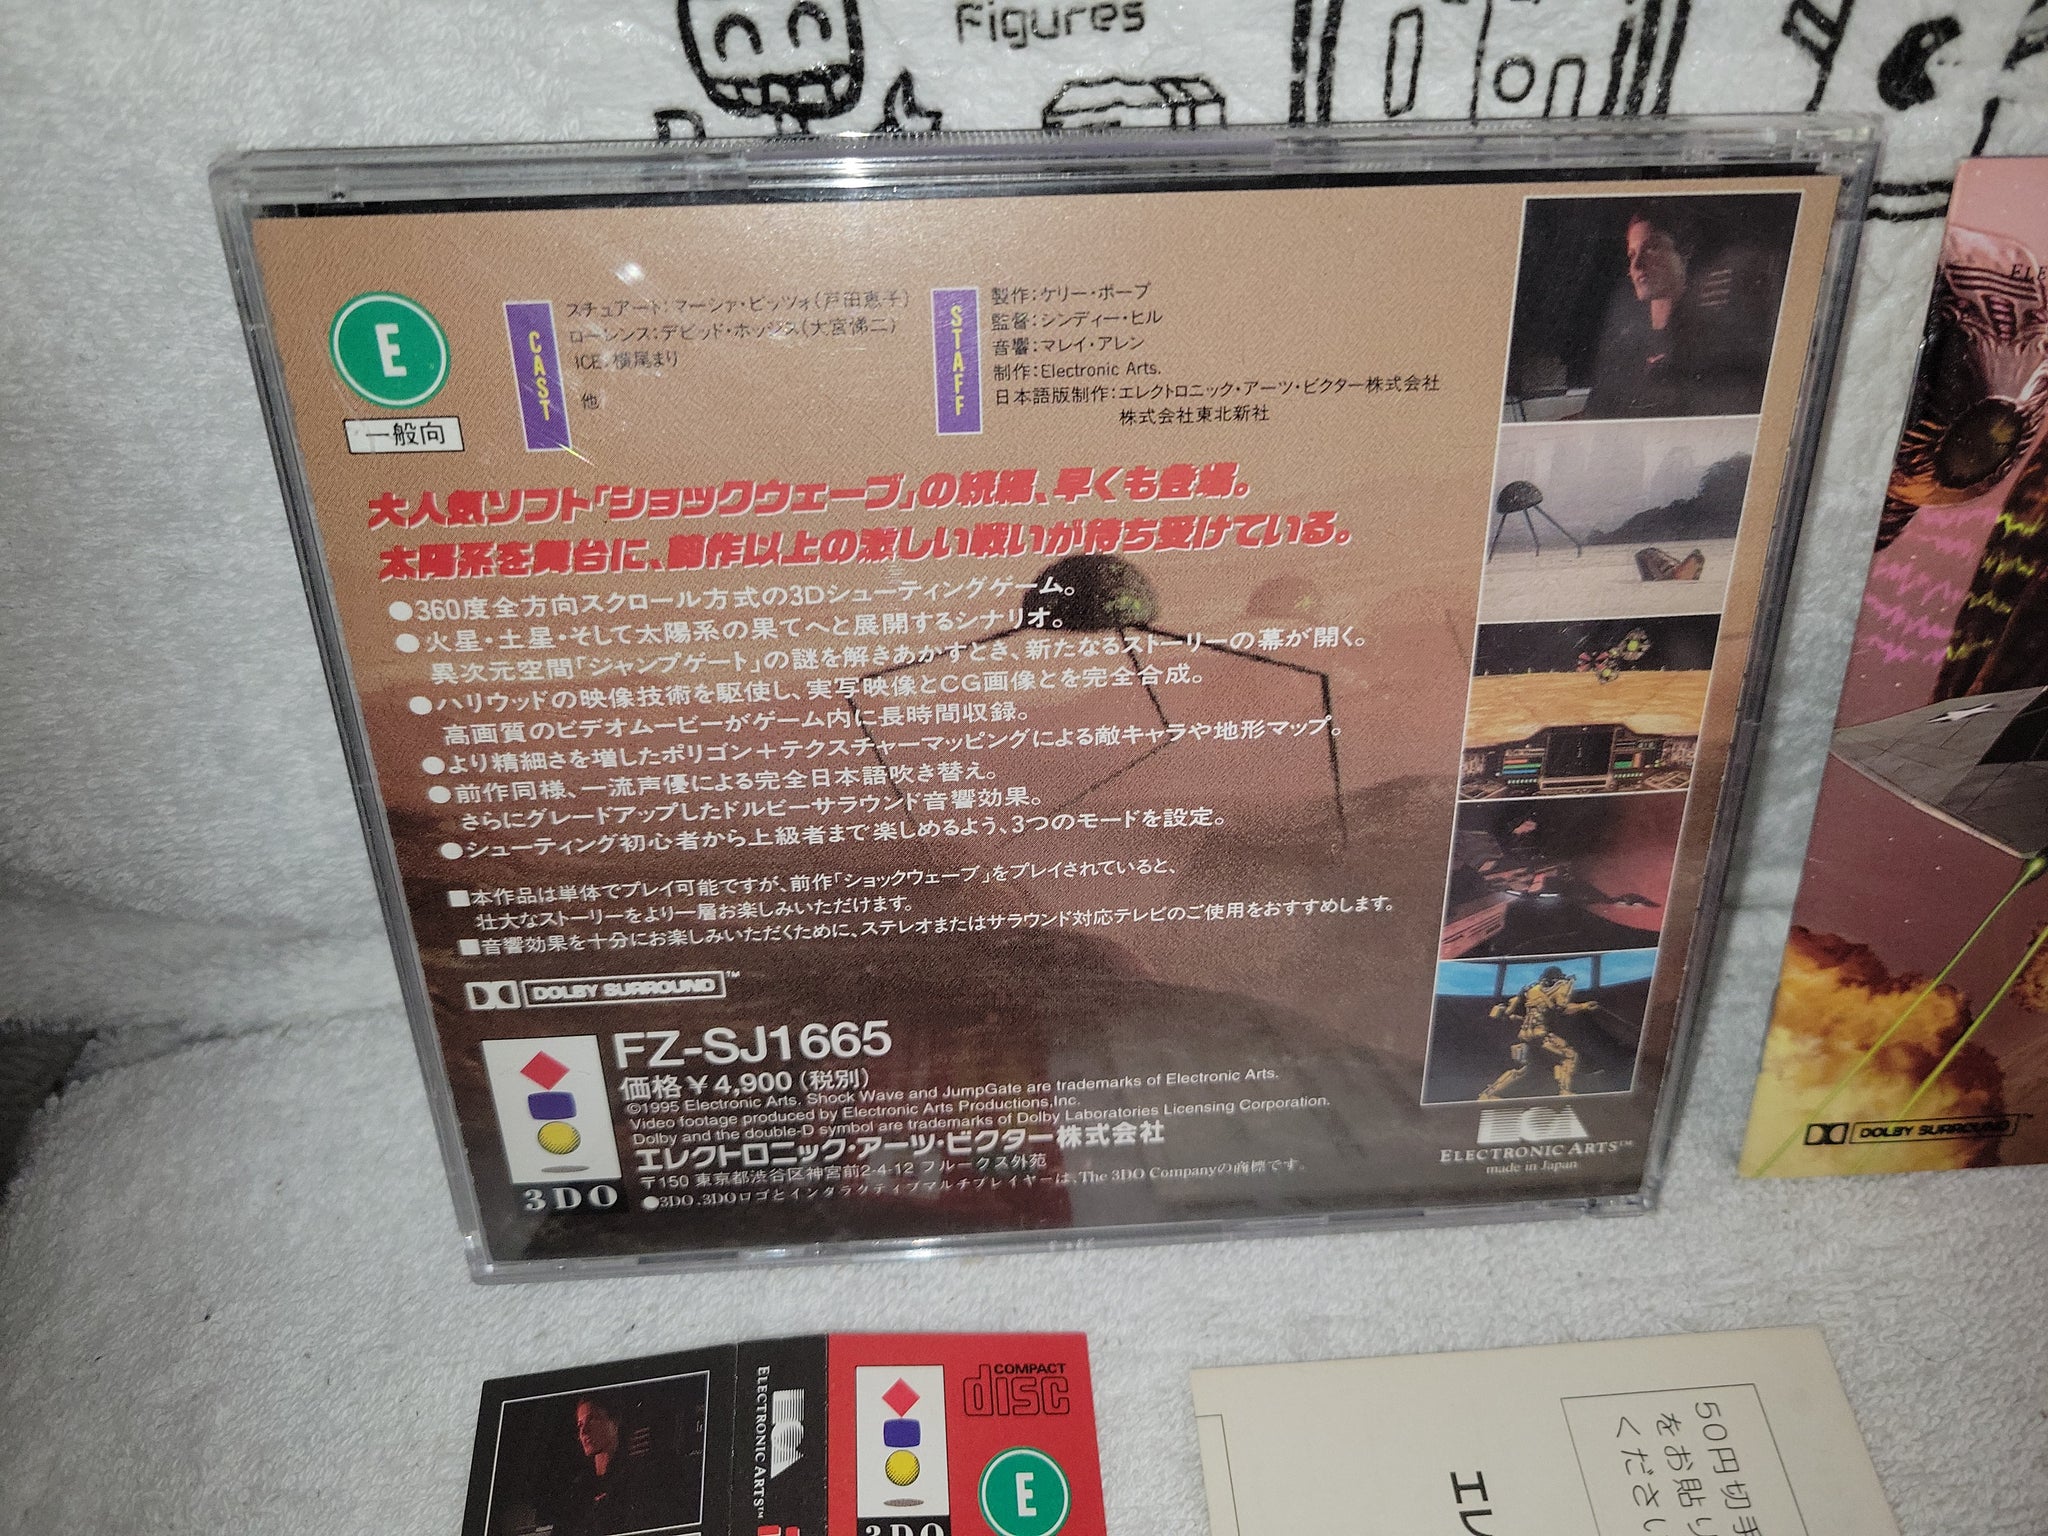 Figures
E
一般向
CAST
スチュアート:マーシァ・ピッツォ(戸田恵子)
ローレンス:デビッド・ホッジス(大宮悌二)
ICE:横尾まり
他
STAFF
製作:ケリー・ポープ
監督:シンディー・ヒル
音響:マレイ・アレン
制作:Electronic Arts.
日本語版制作:エレクトロニック・アーツ・ビクター株式会社
株式会社東北新社
大人気ソフト「ショックウェーブ」の続編、早くも登場。
太陽系を舞台に、前作以上の激しい戦いが待ち受けている。
●360度全方向スクロール方式の3Dシューティングゲーム。
●火星・土星・そして太陽系の果てへと展開するシナリオ。
異次元空間「ジャンプゲート」の謎を解きあかすとき、新たなるストーリーの幕が開く。
●ハリウッドの映像技術を駆使し、実写映像とCG画像とを完全合成。
高画質のビデオムービーがゲーム内に長時間収録。
●より精細さを増したポリゴン+テクスチャーマッピングによる敵キャラや地形マップ。
●前作同様、一流声優による完全日本語吹き替え。
さらにグレードアップしたドルビーサラウンド音響効果。
●シューティング初心者から上級者まで楽しめるよう、3つのモードを設定。
■本作品は単体でプレイ可能ですが、前作「ショックウェーブ」をプレイされていると、
壮大なストーリーをより一層お楽しみいただけます。
■音響効果を十分にお楽しみいただくために、ステレオまたはサラウンド対応テレビのご使用をおすすめします。
DOLBY SURROUND™
FZ-SJ1665
価格¥4,900(税別)
©1995 Electronic Arts. Shock Wave and JumpGate are trademarks of Electronic Arts.
Video footage produced by Electronic Arts Productions,Inc.
Dolby and the double-D symbol are trademarks of Dolby Laboratories Licensing Corporation.
エレクトロニック・アーツ・ビクター株式会社
〒150 東京都渋谷区神宮前2-4-12 フルークス外苑
●3DO、3DOロゴとインタラクティブマルチプレイヤーは、The 3DO Companyの商標です。
3DO
ELECTRONIC ARTS™
made in Japan
DOLBY SURROUND™
ELECTRONIC ARTS™
COMPACT
disc
E
3DO
50円切手
をお貼り
ください
エレ